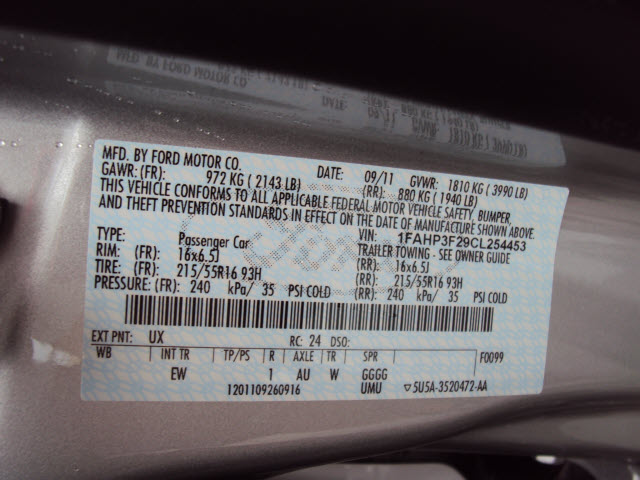 MFD. BY FORD MOTOR CO. DATE: 09/11 GVWR: 1810 KG ( 3990 LB)
GAWR: (FR): 972 KG ( 2143 LB) (RR): 880 KG ( 1940 LB)
THIS VEHICLE CONFORMS TO ALL APPLICABLE FEDERAL MOTOR VEHICLE SAFETY, BUMPER,
AND THEFT PREVENTION STANDARDS IN EFFECT ON THE DATE OF MANUFACTURE SHOWN ABOVE.
VIN: 1FAHP3F29CL254453
TYPE: Passenger Car TRAILER TOWING - SEE OWNER GUIDE
RIM: (FR): 16x6.5J (RR): 16x6.5J
TIRE: (FR): 215/55R16 93H (RR): 215/55R16 93H
PRESSURE: (FR): 240 kPa/ 35 PSI COLD (RR): 240 kPa/ 35 PSI COLD
EXT PNT: UX RC: 24 DSO:
WB INT TR TP/PS R AXLE TR SPR F0099
EW 1 AU W GGGG
1201109260916 UMU 5U5A-3520472-AA